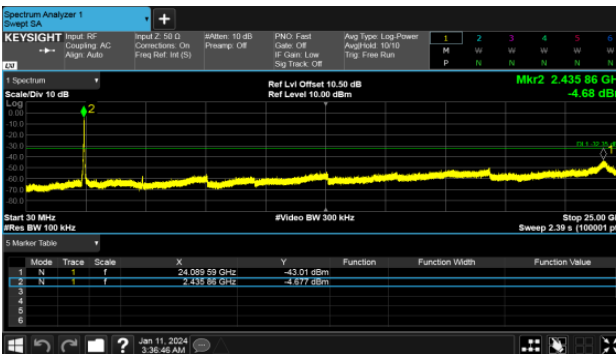 Spectrum Analyzer 1
Swept SA
+
KEYSIGHT Input: RF Input Z: 50 Ω #Atten: 10 dB PNO: Fast Avg Type: Log-Power 1 2 3 4 5 6
Coupling: AC Corrections: On Preamp: Off Gate: Off Avg|Hold: 10/10 M W W W W W
Align: Auto Freq Ref: Int (S) IF Gain: Low Trig: Free Run P N N N N N
Sig Track: Off
LXI
1 Spectrum Ref Lvl Offset 10.50 dB Mkr2 2.435 86 GH
Scale/Div 10 dB Ref Level 10.00 dBm -4.68 dBm
Log
0.00 2
-10.0
-20.0
-30.0 DL1 -32.35 1
-40.0
-50.0
-60.0
-70.0
-80.0
Start 30 MHz #Video BW 300 kHz Stop 25.00 G
#Res BW 100 kHz Sweep 2.39 s (100001 p
5 Marker Table
Mode Trace Scale X Y Function Function Width Function Value
1 N 1 f 24.089 59 GHz -43.01 dBm
2 N 1 f 2.435 86 GHz -4.677 dBm
3
4
5
6
? Jan 11, 2024
3:36:46 AM